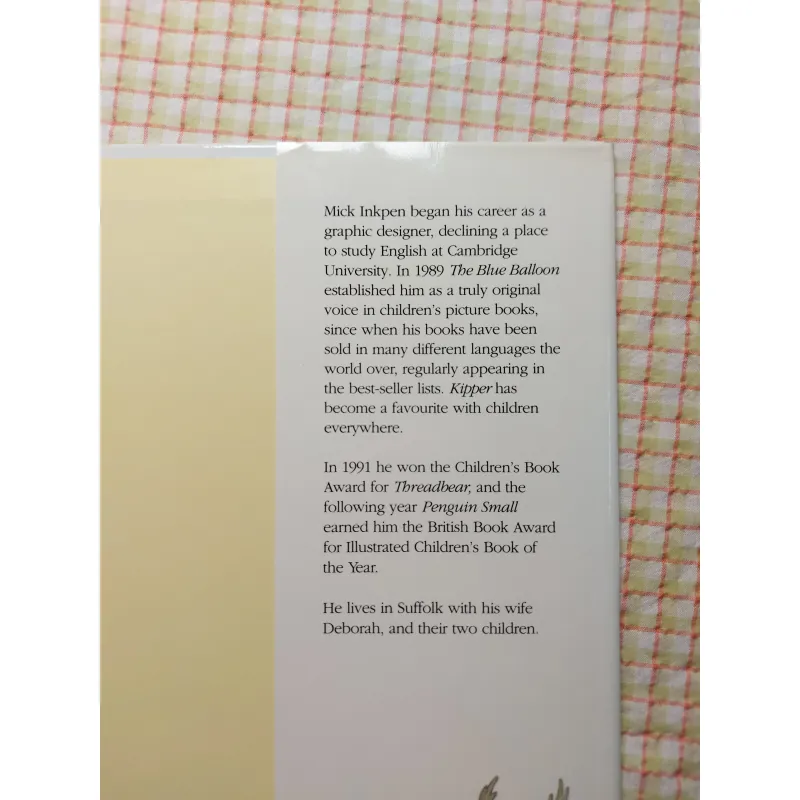 Mick Inkpen began his career as a
graphic designer, declining a place
to study English at Cambridge
University. In 1989 The Blue Balloon
established him as a truly original
voice in children's picture books,
since when his books have been
sold in many different languages the
world over, regularly appearing in
the best-seller lists. Kipper has
become a favourite with children
everywhere.
In 1991 he won the Children's Book
Award for Threadbear, and the
following year Penguin Small
earned him the British Book Award
for Illustrated Children's Book of
the Year.
He lives in Suffolk with his wife
Deborah, and their two children.